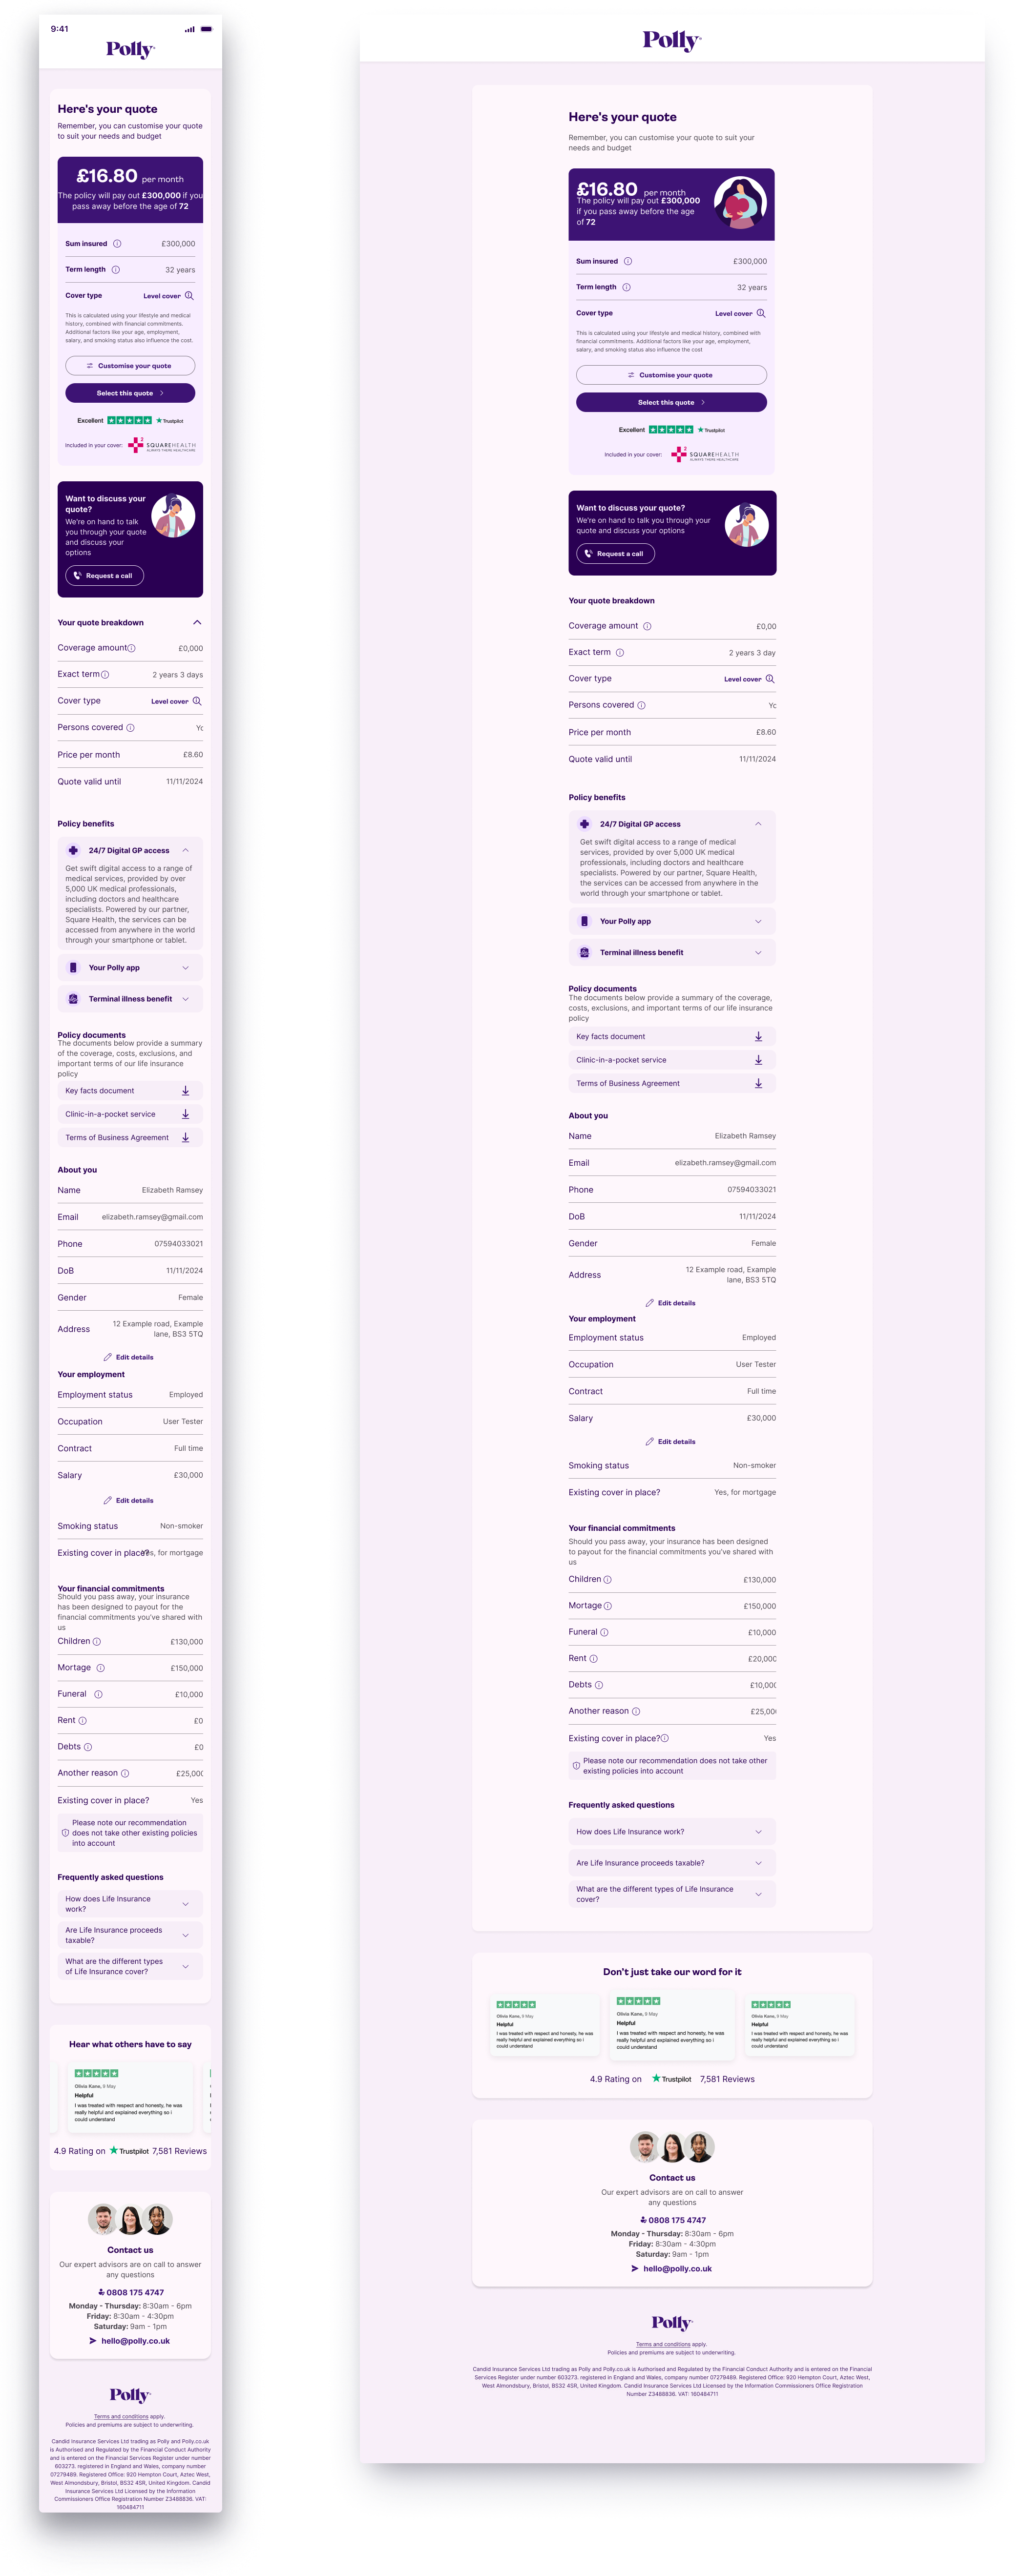 9:41
Polly
Here's your quote
Remember, you can customise your quote
to suit your needs and budget
£16.80 per month
The policy will pay out £300,000 if you
pass away before the age of 72
Sum insured £300,000
Term length 32 years
Cover type Level cover
This is calculated using your lifestyle and medical
history, combined with financial commitments.
Additional factors like your age, employment,
salary, and smoking status also influence the cost.
Customise your quote
Select this quote
Excellent Trustpilot
Included in your cover: 2 SQUAREHEALTH
ALWAYS THERE HEALTHCARE
Want to discuss your
quote?
We're on hand to talk
you through your quote
and discuss your
options
Request a call
Your quote breakdown
Coverage amount £0,000
Exact term 2 years 3 days
Cover type Level cover
Persons covered Yo
Price per month £8.60
Quote valid until 11/11/2024
Policy benefits
24/7 Digital GP access
Get swift digital access to a range of
medical services, provided by over
5,000 UK medical professionals,
including doctors and healthcare
specialists. Powered by our partner,
Square Health, the services can be
accessed from anywhere in the world
through your smartphone or tablet.
Your Polly app
Terminal illness benefit
Policy documents
The documents below provide a summary
of the coverage, costs, exclusions, and
important terms of our life insurance
policy
Key facts document
Clinic-in-a-pocket service
Terms of Business Agreement
About you
Name Elizabeth Ramsey
Email elizabeth.ramsey@gmail.com
Phone 07594033021
DoB 11/11/2024
Gender Female
Address 12 Example road, Example
lane, BS3 5TQ
Edit details
Your employment
Employment status Employed
Occupation User Tester
Contract Full time
Salary £30,000
Edit details
Smoking status Non-smoker
Existing cover in place? Yes, for mortgage
Your financial commitments
Should you pass away, your insurance
has been designed to payout for the
financial commitments you've shared with
us
Children £130,000
Mortage £150,000
Funeral £10,000
Rent £0
Debts £0
Another reason £25,000
Existing cover in place? Yes
Please note our recommendation
does not take other existing policies
into account
Frequently asked questions
How does Life Insurance
work?
Are Life Insurance proceeds
taxable?
What are the different types
of Life Insurance cover?
Hear what others have to say
Olivia Kane, 9 May
Helpful
I was treated with respect and honesty, he was
really helpful and explained everything so i
could understand
4.9 Rating on Trustpilot 7,581 Reviews
Contact us
Our expert advisors are on call to answer
any questions
0808 175 4747
Monday - Thursday: 8:30am - 6pm
Friday: 8:30am - 4:30pm
Saturday: 9am - 1pm
hello@polly.co.uk
Polly
Terms and conditions apply.
Policies and premiums are subject to underwriting.
Candid Insurance Services Ltd trading as Polly and Polly.co.uk
is Authorised and Regulated by the Financial Conduct Authority
and is entered on the Financial Services Register under number
603273. registered in England and Wales, company number
07279489. Registered Office: 920 Hempton Court, Aztec West,
West Almondsbury, Bristol, BS32 4SR, United Kingdom. Candid
Insurance Services Ltd Licensed by the Information
Commissioners Office Registration Number Z3488836. VAT:
160484711
Polly
Here's your quote
Remember, you can customise your quote to suit your
needs and budget
£16.80 per month
The policy will pay out £300,000
if you pass away before the age
of 72
Sum insured £300,000
Term length 32 years
Cover type Level cover
This is calculated using your lifestyle and medical history, combined with
financial commitments. Additional factors like your age, employment,
salary, and smoking status also influence the cost
Customise your quote
Select this quote
Excellent Trustpilot
Included in your cover: 2 SQUAREHEALTH
ALWAYS THERE HEALTHCARE
Want to discuss your quote?
We're on hand to talk you through your
quote and discuss your options
Request a call
Your quote breakdown
Coverage amount £0,00
Exact term 2 years 3 day
Cover type Level cover
Persons covered Yo
Price per month £8.60
Quote valid until 11/11/2024
Policy benefits
24/7 Digital GP access
Get swift digital access to a range of medical
services, provided by over 5,000 UK medical
professionals, including doctors and healthcare
specialists. Powered by our partner, Square Health,
the services can be accessed from anywhere in the
world through your smartphone or tablet.
Your Polly app
Terminal illness benefit
Policy documents
The documents below provide a summary of the coverage,
costs, exclusions, and important terms of our life insurance
policy
Key facts document
Clinic-in-a-pocket service
Terms of Business Agreement
About you
Name Elizabeth Ramsey
Email elizabeth.ramsey@gmail.com
Phone 07594033021
DoB 11/11/2024
Gender Female
Address 12 Example road, Example
lane, BS3 5TQ
Edit details
Your employment
Employment status Employed
Occupation User Tester
Contract Full time
Salary £30,000
Edit details
Smoking status Non-smoker
Existing cover in place? Yes, for mortgage
Your financial commitments
Should you pass away, your insurance has been designed
to payout for the financial commitments you've shared with
us
Children £130,000
Mortage £150,000
Funeral £10,000
Rent £20,000
Debts £10,000
Another reason £25,000
Existing cover in place? Yes
Please note our recommendation does not take other
existing policies into account
Frequently asked questions
How does Life Insurance work?
Are Life Insurance proceeds taxable?
What are the different types of Life Insurance
cover?
Don't just take our word for it
Olivia Kane, 9 May
Helpful
I was treated with respect and honesty, he was
really helpful and explained everything so i
could understand
Olivia Kane, 9 May
Helpful
I was treated with respect and honesty, he was
really helpful and explained everything so i
could understand
Olivia Kane, 9 May
Helpful
I was treated with respect and honesty, he was
really helpful and explained everything so i
could understand
4.9 Rating on Trustpilot 7,581 Reviews
Contact us
Our expert advisors are on call to answer
any questions
0808 175 4747
Monday - Thursday: 8:30am - 6pm
Friday: 8:30am - 4:30pm
Saturday: 9am - 1pm
hello@polly.co.uk
Polly
Terms and conditions apply.
Policies and premiums are subject to underwriting.
Candid Insurance Services Ltd trading as Polly and Polly.co.uk is Authorised and Regulated by the Financial Conduct Authority and is entered on the Financial
Services Register under number 603273. registered in England and Wales, company number 07279489. Registered Office: 920 Hempton Court, Aztec West,
West Almondsbury, Bristol, BS32 4SR, United Kingdom. Candid Insurance Services Ltd Licensed by the Information Commissioners Office Registration
Number Z3488836. VAT: 160484711